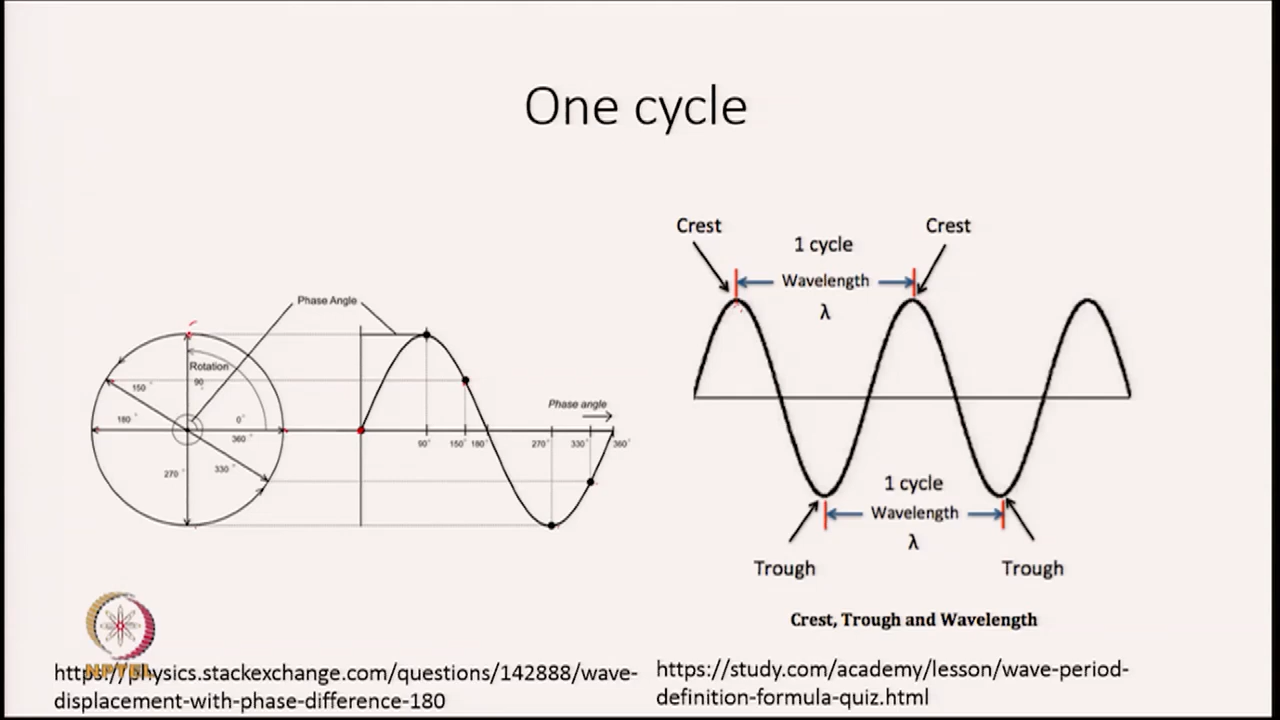 One cycle
Phase Angle
Rotation
90°
150°
180°
0°
360°
270°
330°
Phase angle
90°
150°
180°
270°
330°
360°
Crest
Crest
1 cycle
Wavelength
λ
1 cycle
Wavelength
λ
Trough
Trough
Crest, Trough and Wavelength
NPTEL
https://physics.stackexchange.com/questions/142888/wave-
displacement-with-phase-difference-180
https://study.com/academy/lesson/wave-period-
definition-formula-quiz.html